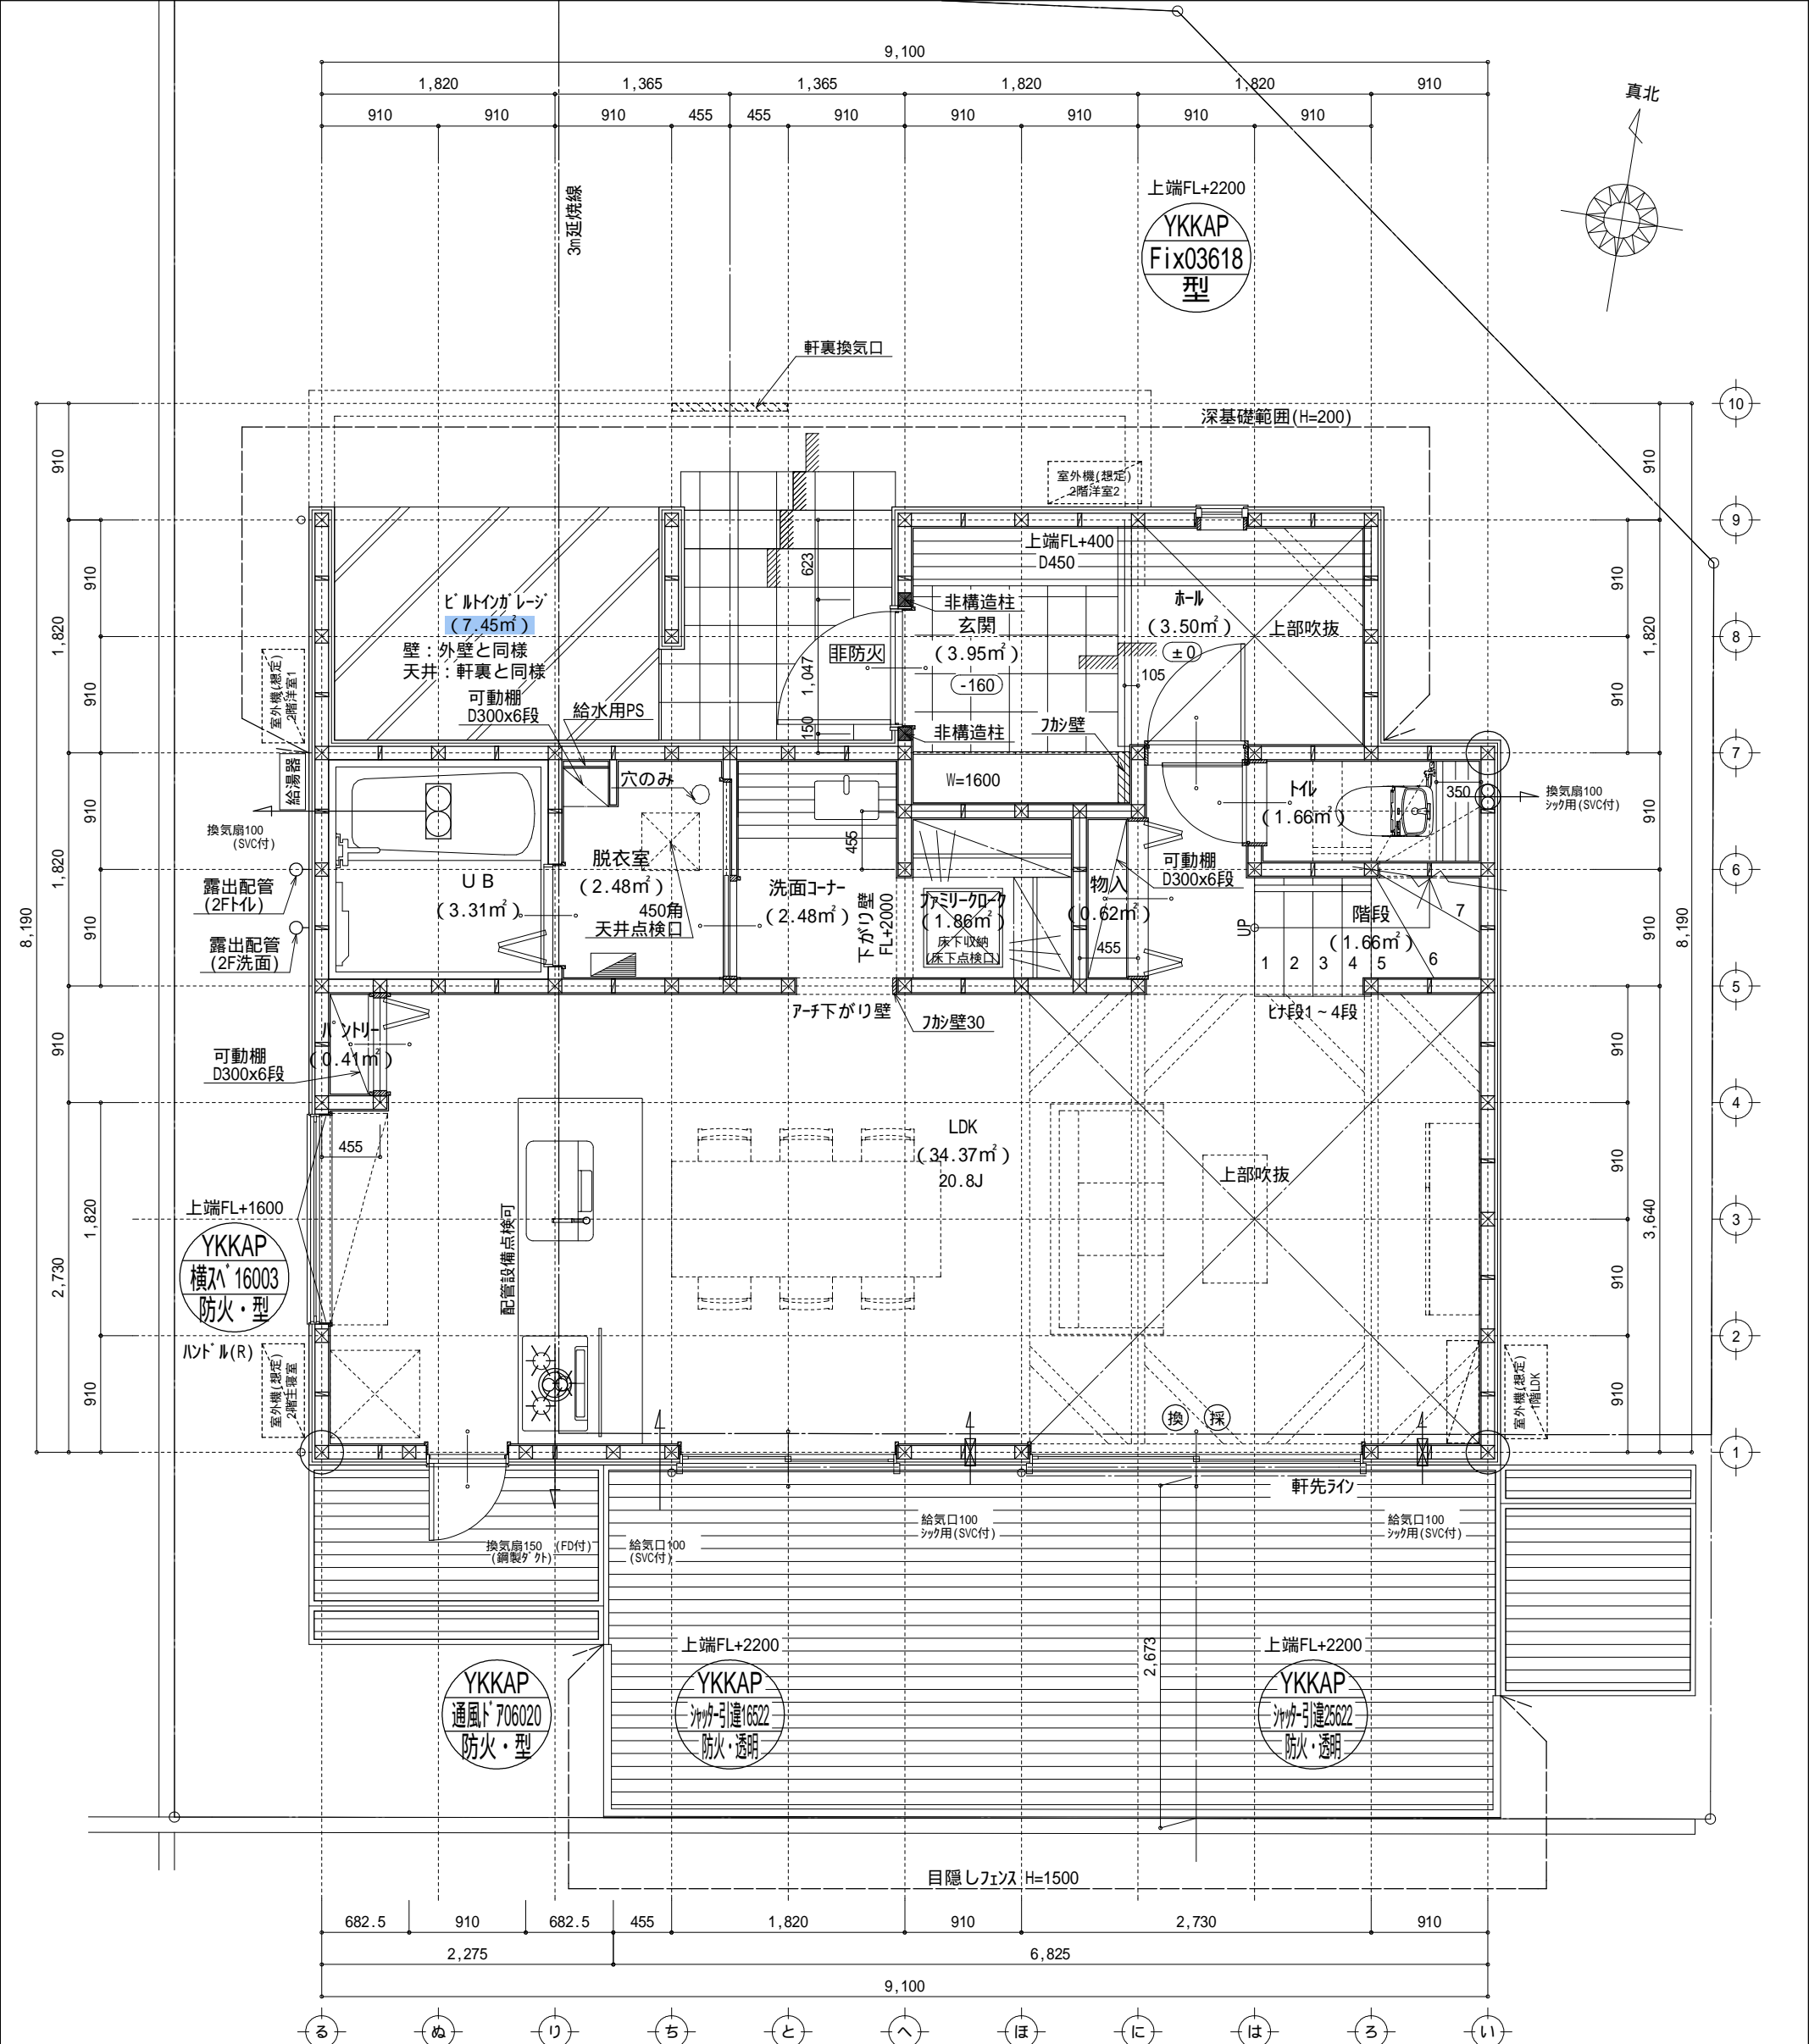 9,100
1,820
1,365
1,365
1,820
1,820
910
910
910
910
455
455
910
910
910
910
910
真北
3m延焼線
上端FL+2200
YKKAP
Fix03618
型
軒裏換気口
深基礎範囲(H=200)
10
9
8
7
6
5
4
3
2
1
室外機(想定)
2階洋室2
上端FL+400
D450
ﾋﾞﾙﾄｲﾝｶﾞﾚｰｼﾞ
(7.45㎡)
壁：外壁と同様
天井：軒裏と同様
可動棚
D300x6段
給水用PS
623
1,047
150
非防火
非構造柱
玄関
(3.95㎡)
-160
非構造柱
ﾎｰﾙ
(3.50㎡)
±0
105
上部吹抜
ﾌｶｼ壁
W=1600
室外機(想定)
2階洋室1
給湯器
換気扇100
(SVC付)
露出配管
(2Fﾄｲﾚ)
露出配管
(2F洗面)
UB
(3.31㎡)
穴のみ
脱衣室
(2.48㎡)
450角
天井点検口
洗面ｺｰﾅｰ
(2.48㎡)
455
下がり壁
FL+2000
ﾌｧﾐﾘｰｸﾛｰｸ
(1.86㎡)
床下収納
(床下点検口)
物入
(0.62㎡)
455
可動棚
D300x6段
ﾄｲﾚ
(1.66㎡)
350
換気扇100
ｼｯｸ用(SVC付)
階段
(1.66㎡)
UP
1
2
3
4
5
6
7
ﾋﾅ段1～4段
ｱｰﾁ下がり壁
ﾌｶｼ壁30
ﾊﾟﾝﾄﾘｰ
(0.41㎡)
可動棚
D300x6段
455
LDK
(34.37㎡)
20.8J
上部吹抜
配管設備点検可
上端FL+1600
YKKAP
横ｽﾍﾞ16003
防火・型
ﾊﾝﾄﾞﾙ(R)
室外機(想定)
2階主寝室
室外機(想定)
1階LDK
換
採
軒先ﾗｲﾝ
換気扇150 (FD付)
(鋼製ﾀﾞｸﾄ)
給気口100
(SVC付)
給気口100
ｼｯｸ用(SVC付)
給気口100
ｼｯｸ用(SVC付)
2,673
YKKAP
通風ﾄﾞｱ06020
防火・型
上端FL+2200
YKKAP
ｼｬｯﾀｰ引違16522
防火・透明
上端FL+2200
YKKAP
ｼｬｯﾀｰ引違25622
防火・透明
目隠しﾌｪﾝｽ H=1500
8,190
910
1,820
1,820
910
2,730
910
910
910
910
1,820
910
910
910
910
910
910
910
910
910
910
1,820
3,640
8,190
682.5
910
682.5
455
1,820
910
2,730
910
2,275
6,825
9,100
る
ぬ
り
ち
と
へ
ほ
に
は
ろ
い